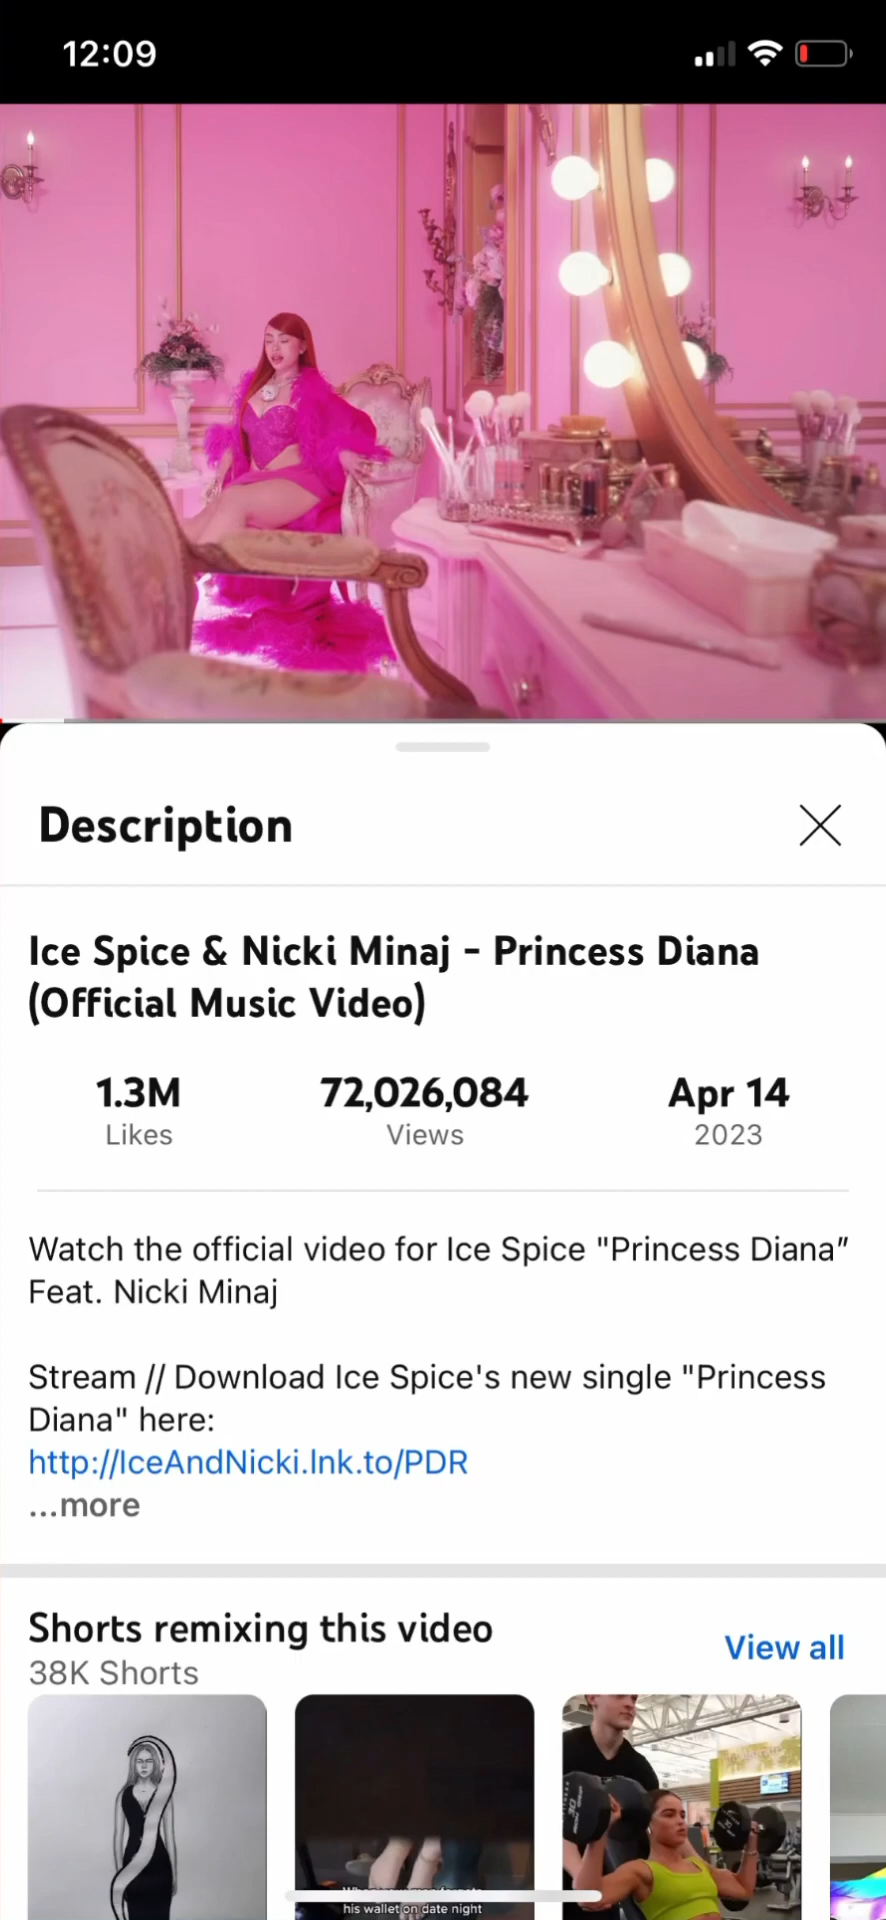 12:09
Description
Ice Spice & Nicki Minaj - Princess Diana
(Official Music Video)
1.3M
Likes
72,026,084
Views
Apr 14
2023
Watch the official video for Ice Spice "Princess Diana"
Feat. Nicki Minaj
Stream // Download Ice Spice's new single "Princess
Diana" here:
http://IceAndNicki.lnk.to/PDR
...more
Shorts remixing this video
38K Shorts
View all
his wallet on date night